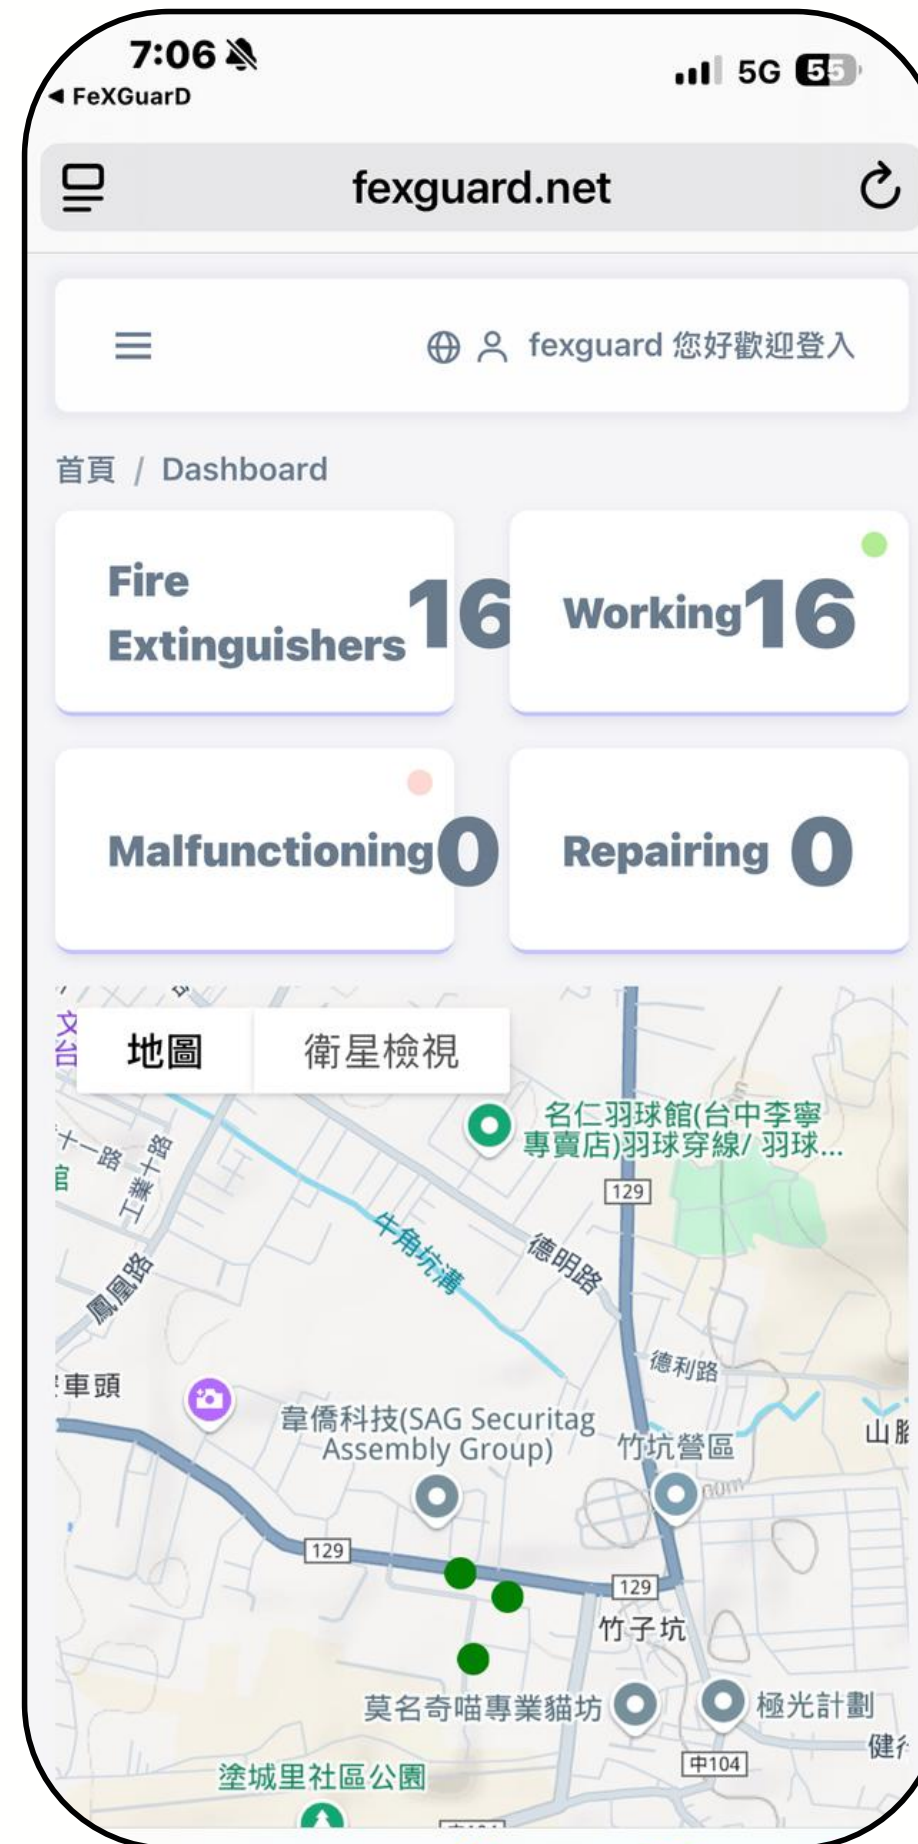 7:06
5G 55
◀ FeXGuarD
fexguard.net
fexguard 您好歡迎登入
首頁 / Dashboard
Fire
Extinguishers 16
Working 16
Malfunctioning 0
Repairing 0
地圖
衛星檢視
名仁羽球館(台中李寧
專賣店)羽球穿線/ 羽球...
十一路
館
工業十路
129
牛角坑溝
德明路
鳳凰路
德利路
車頭
韋僑科技(SAG Securitag
Assembly Group)
竹坑營區
129
129
竹子坑
莫名奇喵專業貓坊
極光計劃
中104
塗城里社區公園